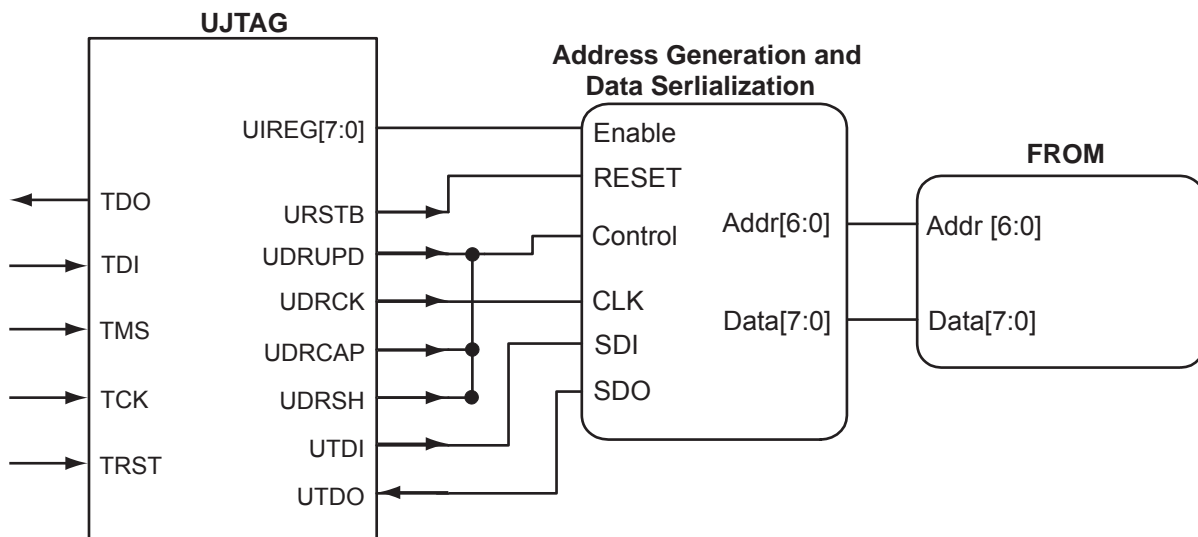 UJTAG
Address Generation and
Data Serlialization
UIREG[7:0]
Enable
FROM
RESET
TDO
URSTB
Addr[6:0]
Addr [6:0]
Control
UDRUPD
TDI
UDRCK
CLK
Data[7:0]
Data[7:0]
TMS
SDI
UDRCAP
SDO
TCK
UDRSH
UTDI
TRST
UTDO